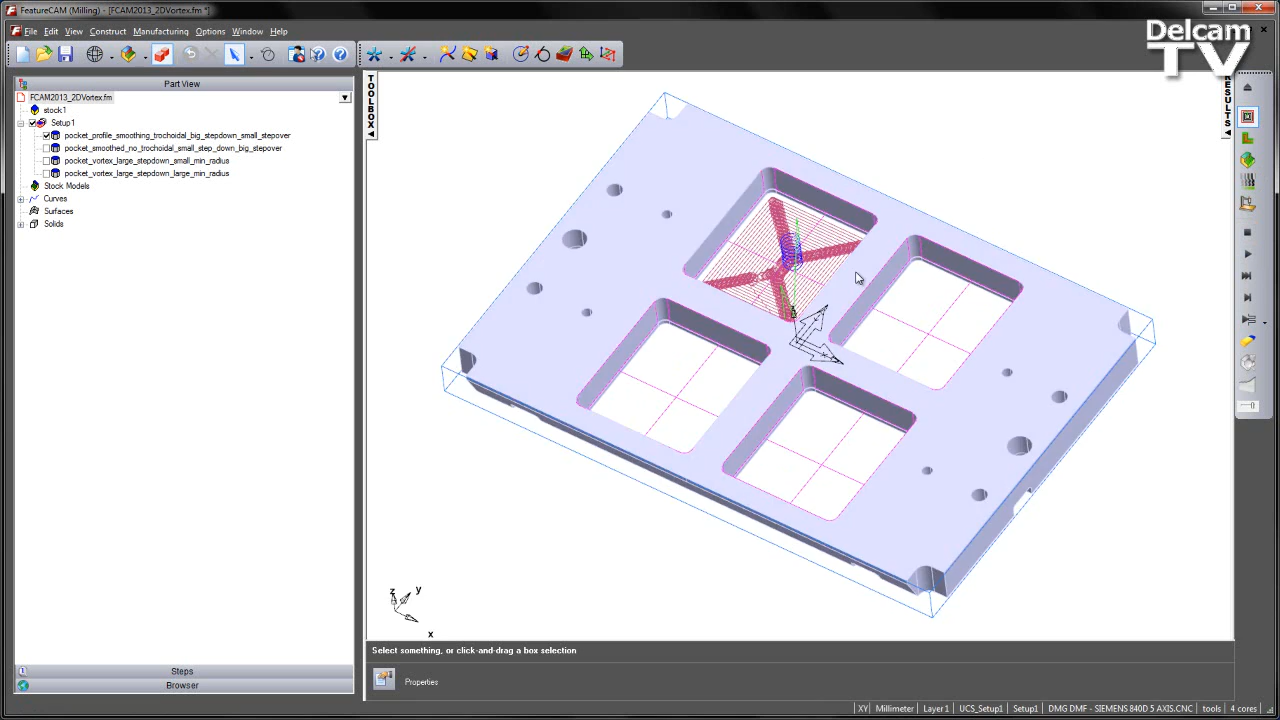 FeatureCAM (Milling) - [FCAM2013_2DVortex.fm *]
File Edit View Construct Manufacturing Options Window Help
Delcam
TV
Part View
FCAM2013_2DVortex.fm
stock1
Setup1
pocket_profile_smoothing_trochoidal_big_stepdown_small_stepover
pocket_smoothed_no_trochoidal_small_step_down_big_stepover
pocket_vortex_large_stepdown_small_min_radius
pocket_vortex_large_stepdown_large_min_radius
Stock Models
Curves
Surfaces
Solids
TOOLBOX
RESULTS
z
y
x
Select something, or click-and-drag a box selection
Steps
Properties
Browser
XY Millimeter Layer1 UCS_Setup1 Setup1 DMG DMF - SIEMENS 840D 5 AXIS.CNC tools 4 cores